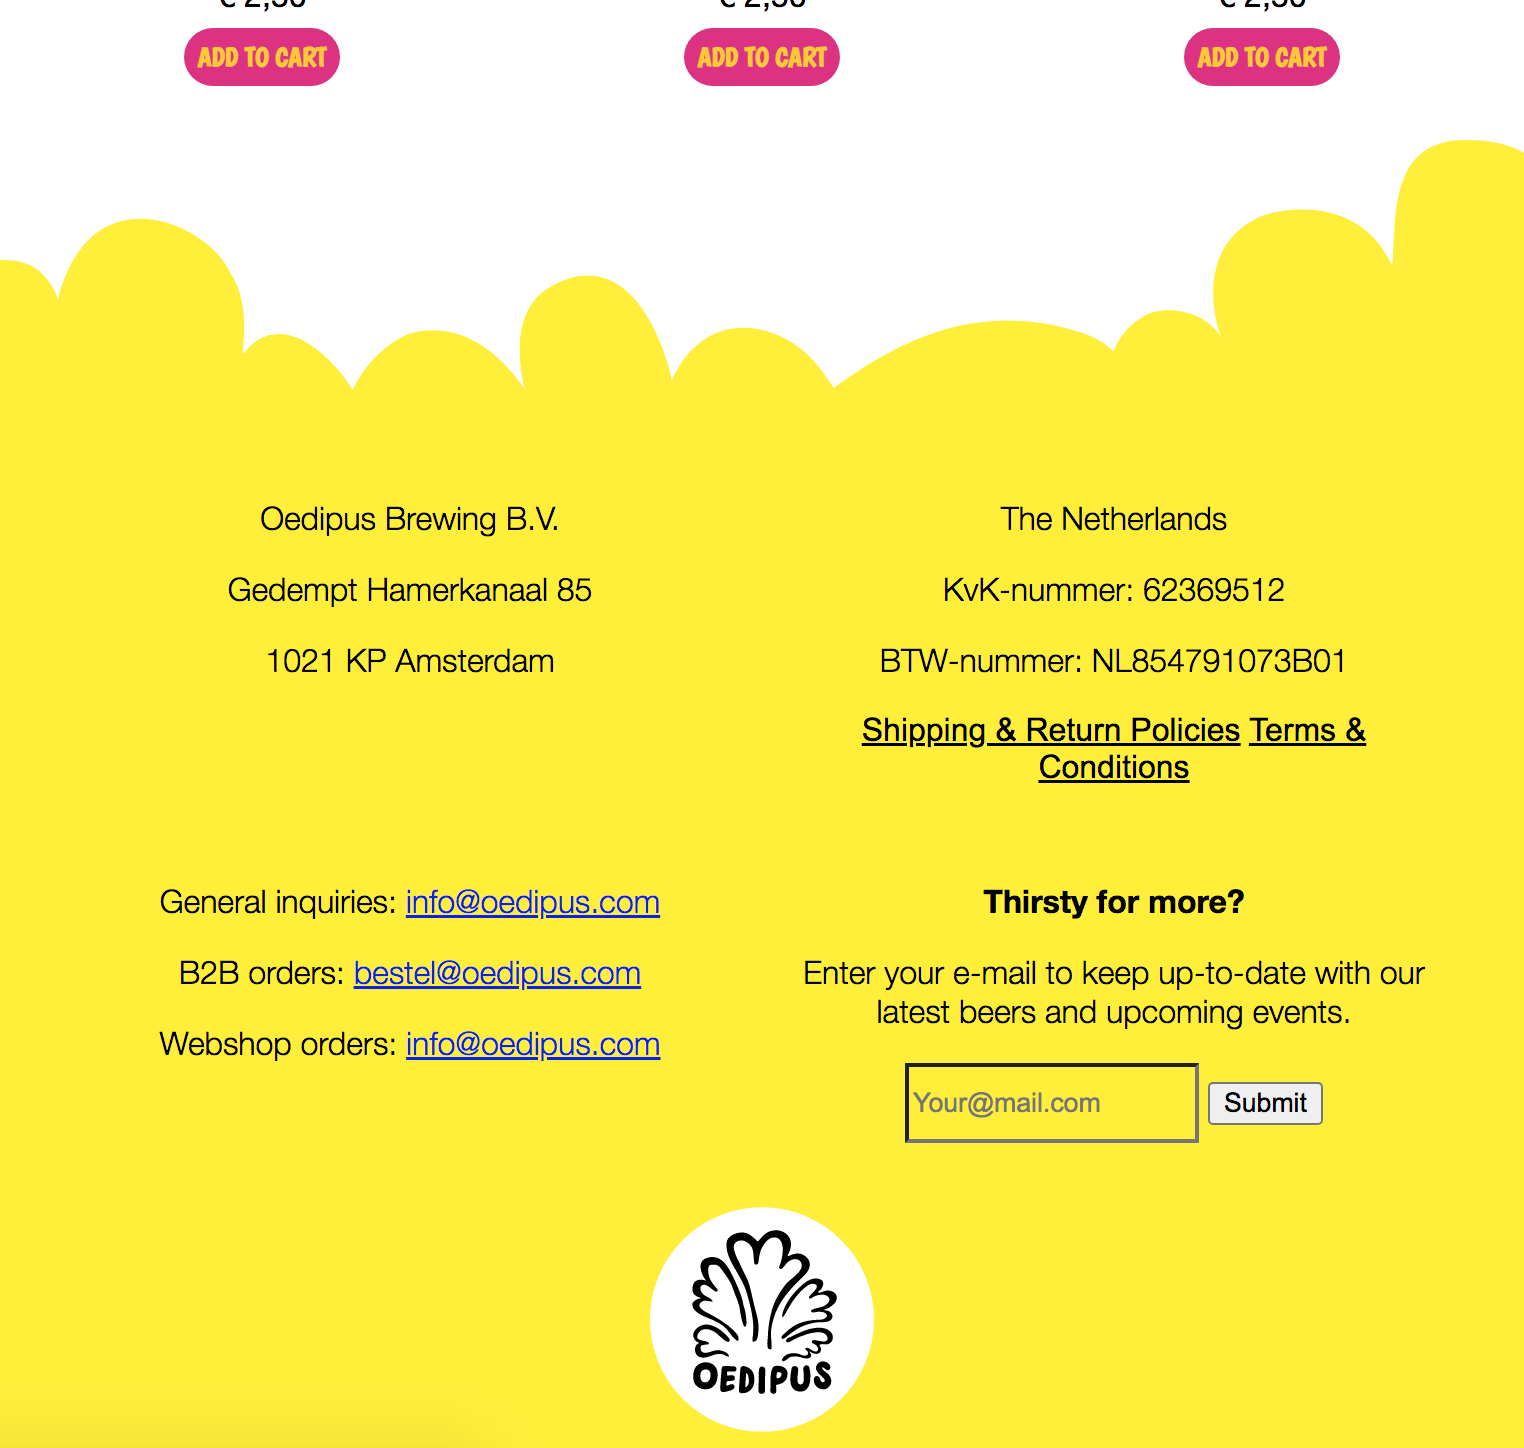 € 2,50 € 2,50 € 2,50
ADD TO CART ADD TO CART ADD TO CART
Oedipus Brewing B.V.
Gedempt Hamerkanaal 85
1021 KP Amsterdam
The Netherlands
KvK-nummer: 62369512
BTW-nummer: NL854791073B01
Shipping & Return Policies Terms &
Conditions
General inquiries: info@oedipus.com
B2B orders: bestel@oedipus.com
Webshop orders: info@oedipus.com
Thirsty for more?
Enter your e-mail to keep up-to-date with our
latest beers and upcoming events.
Your@mail.com Submit
OEDIPUS